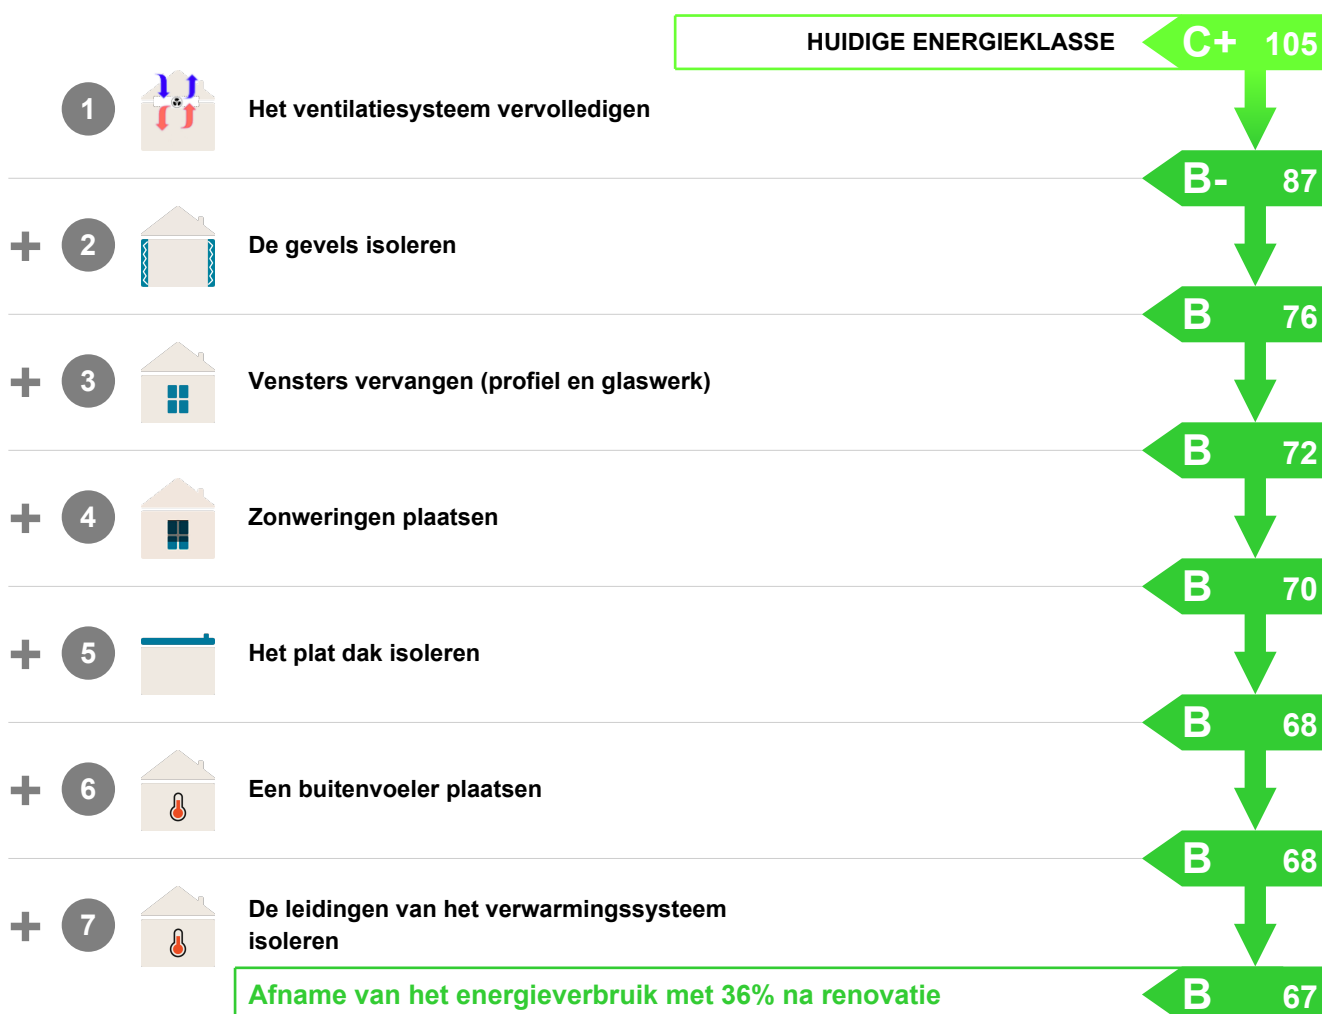 HUIDIGE ENERGIEKLASSE C+ 105
1 Het ventilatiesysteem vervolledigen
B- 87
+ 2 De gevels isoleren
B 76
+ 3 Vensters vervangen (profiel en glaswerk)
B 72
+ 4 Zonweringen plaatsen
B 70
+ 5 Het plat dak isoleren
B 68
+ 6 Een buitenvoeler plaatsen
B 68
+ 7 De leidingen van het verwarmingssysteem
isoleren
Afname van het energieverbruik met 36% na renovatie B 67